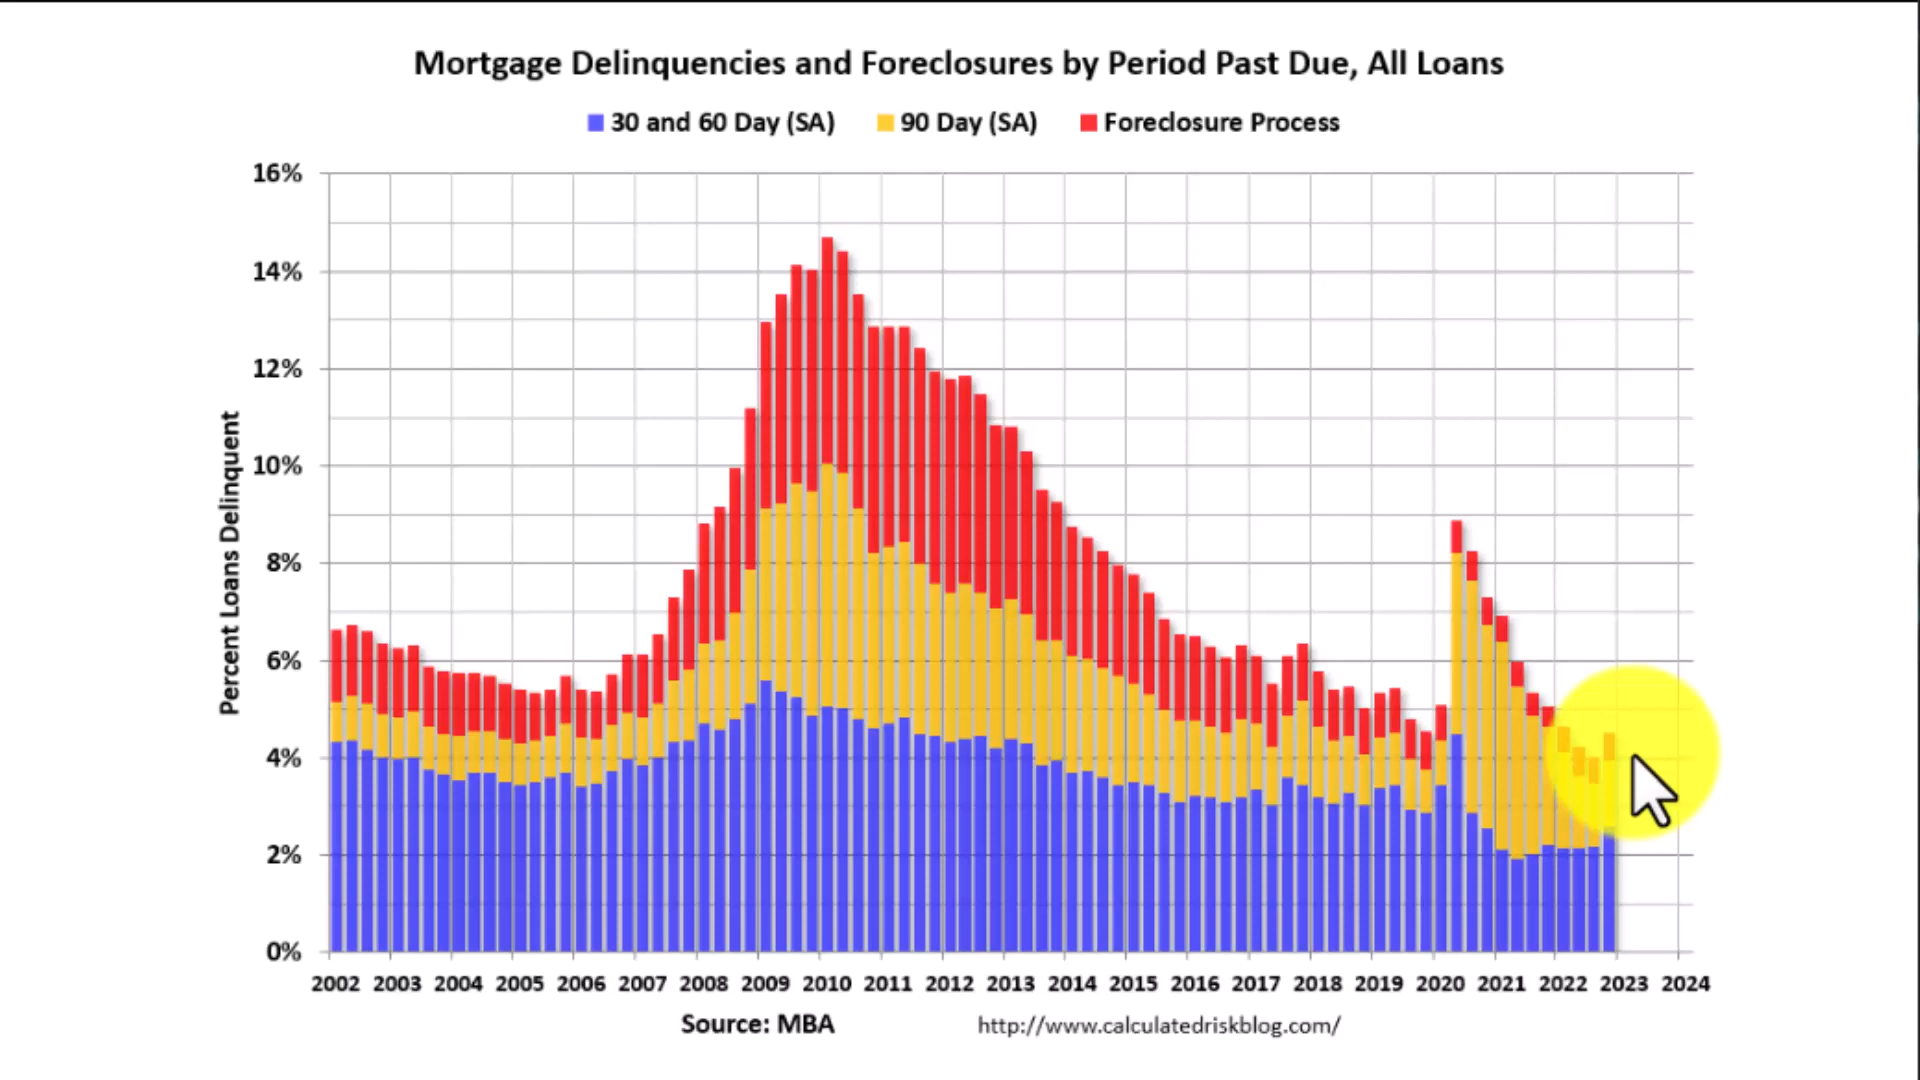 Mortgage Delinquencies and Foreclosures by Period Past Due, All Loans
30 and 60 Day (SA) 90 Day (SA) Foreclosure Process
16%
14%
12%
10%
8%
6%
4%
2%
0%
Percent Loans Delinquent
2002 2003 2004 2005 2006 2007 2008 2009 2010 2011 2012 2013 2014 2015 2016 2017 2018 2019 2020 2021 2022 2023 2024
Source: MBA http://www.calculatedriskblog.com/